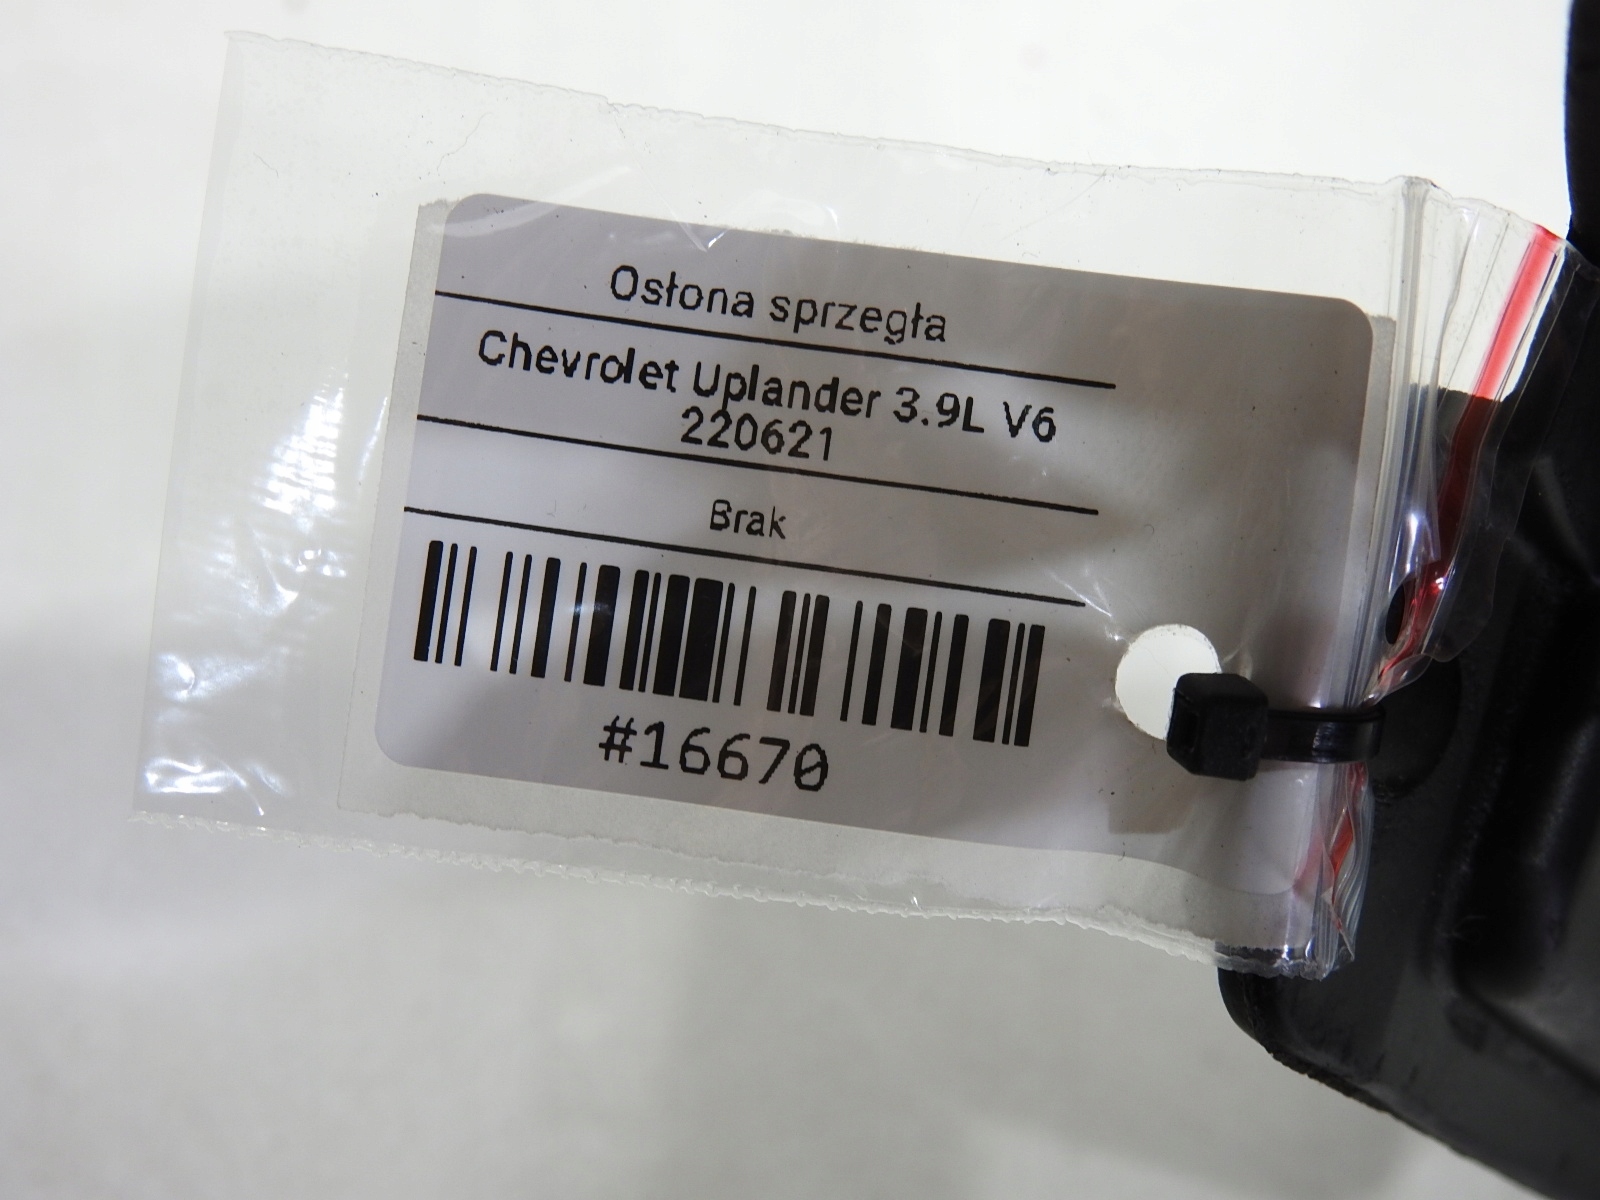 Osłona sprzęgła
Chevrolet Uplander 3.9L V6
220621
Brak
#16670